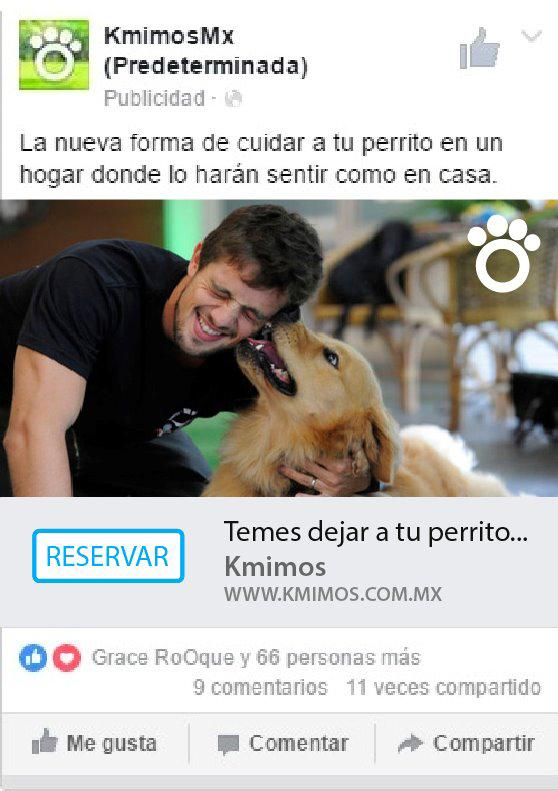 KmimosMx
(Predeterminada)
Publicidad ·
La nueva forma de cuidar a tu perrito en un
hogar donde lo harán sentir como en casa.
RESERVAR
Temes dejar a tu perrito...
Kmimos
WWW.KMIMOS.COM.MX
Grace RoOque y 66 personas más
9 comentarios 11 veces compartido
Me gusta Comentar Compartir